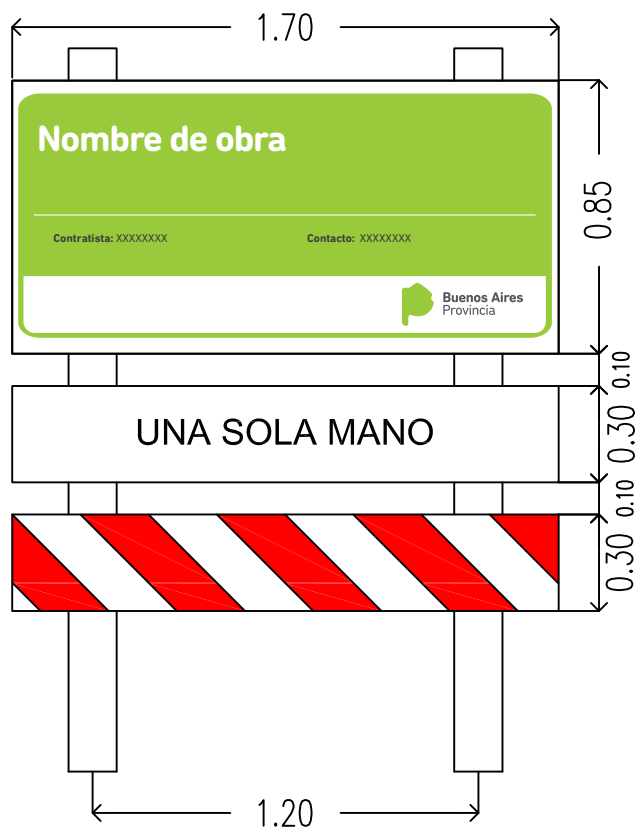 1.70
Nombre de obra
0.85
Contratista: XXXXXXXX Contacto: XXXXXXXX
Buenos Aires
Provincia
0.10
UNA SOLA MANO
0.30
0.10
0.30
1.20